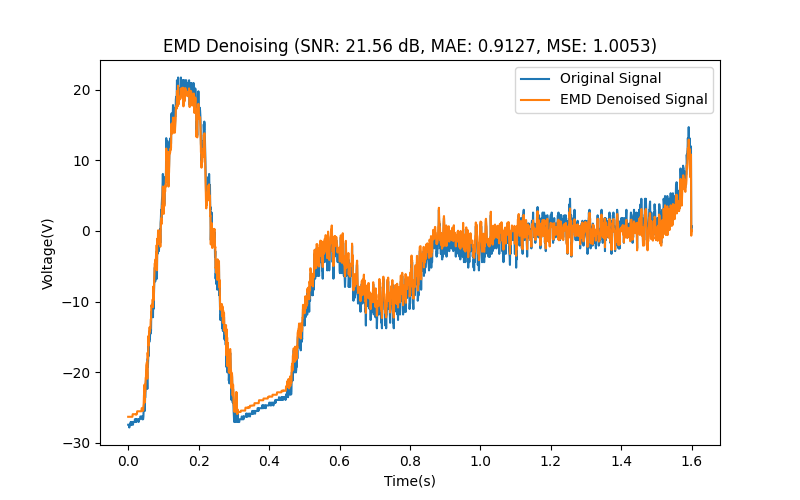 EMD Denoising (SNR: 21.56 dB, MAE: 0.9127, MSE: 1.0053)
Original Signal
EMD Denoised Signal
20
10
0
−10
−20
−30
Voltage(V)
0.0 0.2 0.4 0.6 0.8 1.0 1.2 1.4 1.6
Time(s)